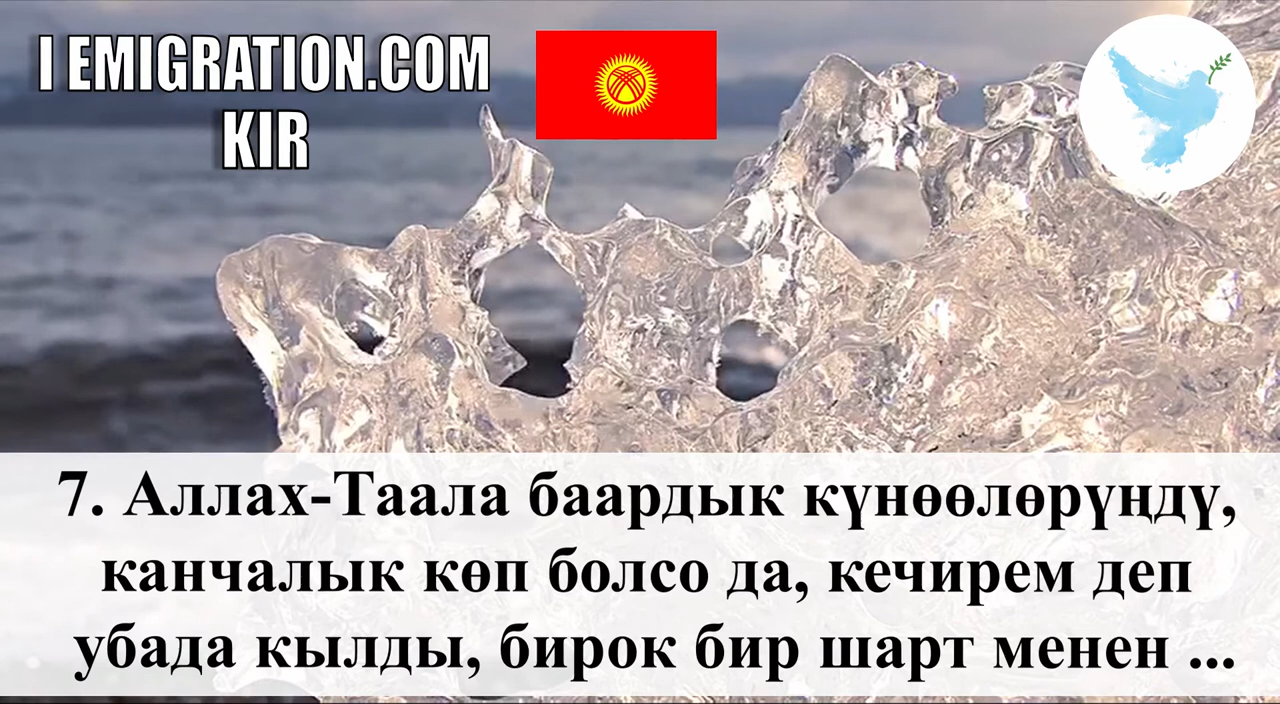 I EMIGRATION.COM
KIR
7. Аллах-Таала баардык күнөөлөрүңдү,
канчалык көп болсо да, кечирем деп
убада кылды, бирок бир шарт менен ...